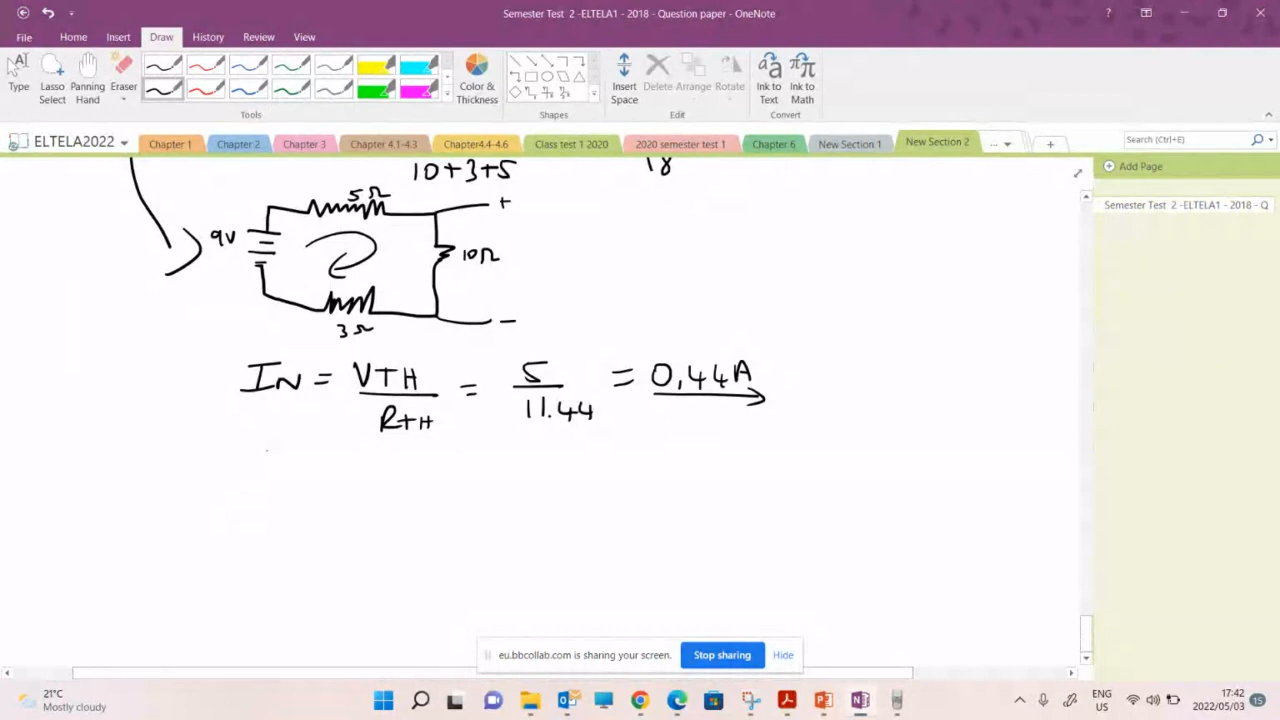 Semester Test 2 -ELTELA1 - 2018 - Question paper - OneNote
File Home Insert Draw History Review View
Type Lasso Select Panning Hand Eraser
Color & Thickness
Insert Space Delete Arrange Rotate
Ink to Text Ink to Math
Tools Shapes Edit Convert
ELTELA2022 Chapter 1 Chapter 2 Chapter 3 Chapter 4.1-4.3 Chapter4.4-4.6 Class test 1 2020 2020 semester test 1 Chapter 6 New Section 1 New Section 2 ... + Search (Ctrl+E)
Add Page
Semester Test 2 -ELTELA1 - 2018 - Q
10+3+5 18
5Ω +
9V
10Ω
3Ω −
IN = VTH / RTH = 5 / 11.44 = 0,44A
eu.bbcollab.com is sharing your screen. Stop sharing Hide
21°C
Mostly cloudy
ENG
US
17:42
2022/05/03